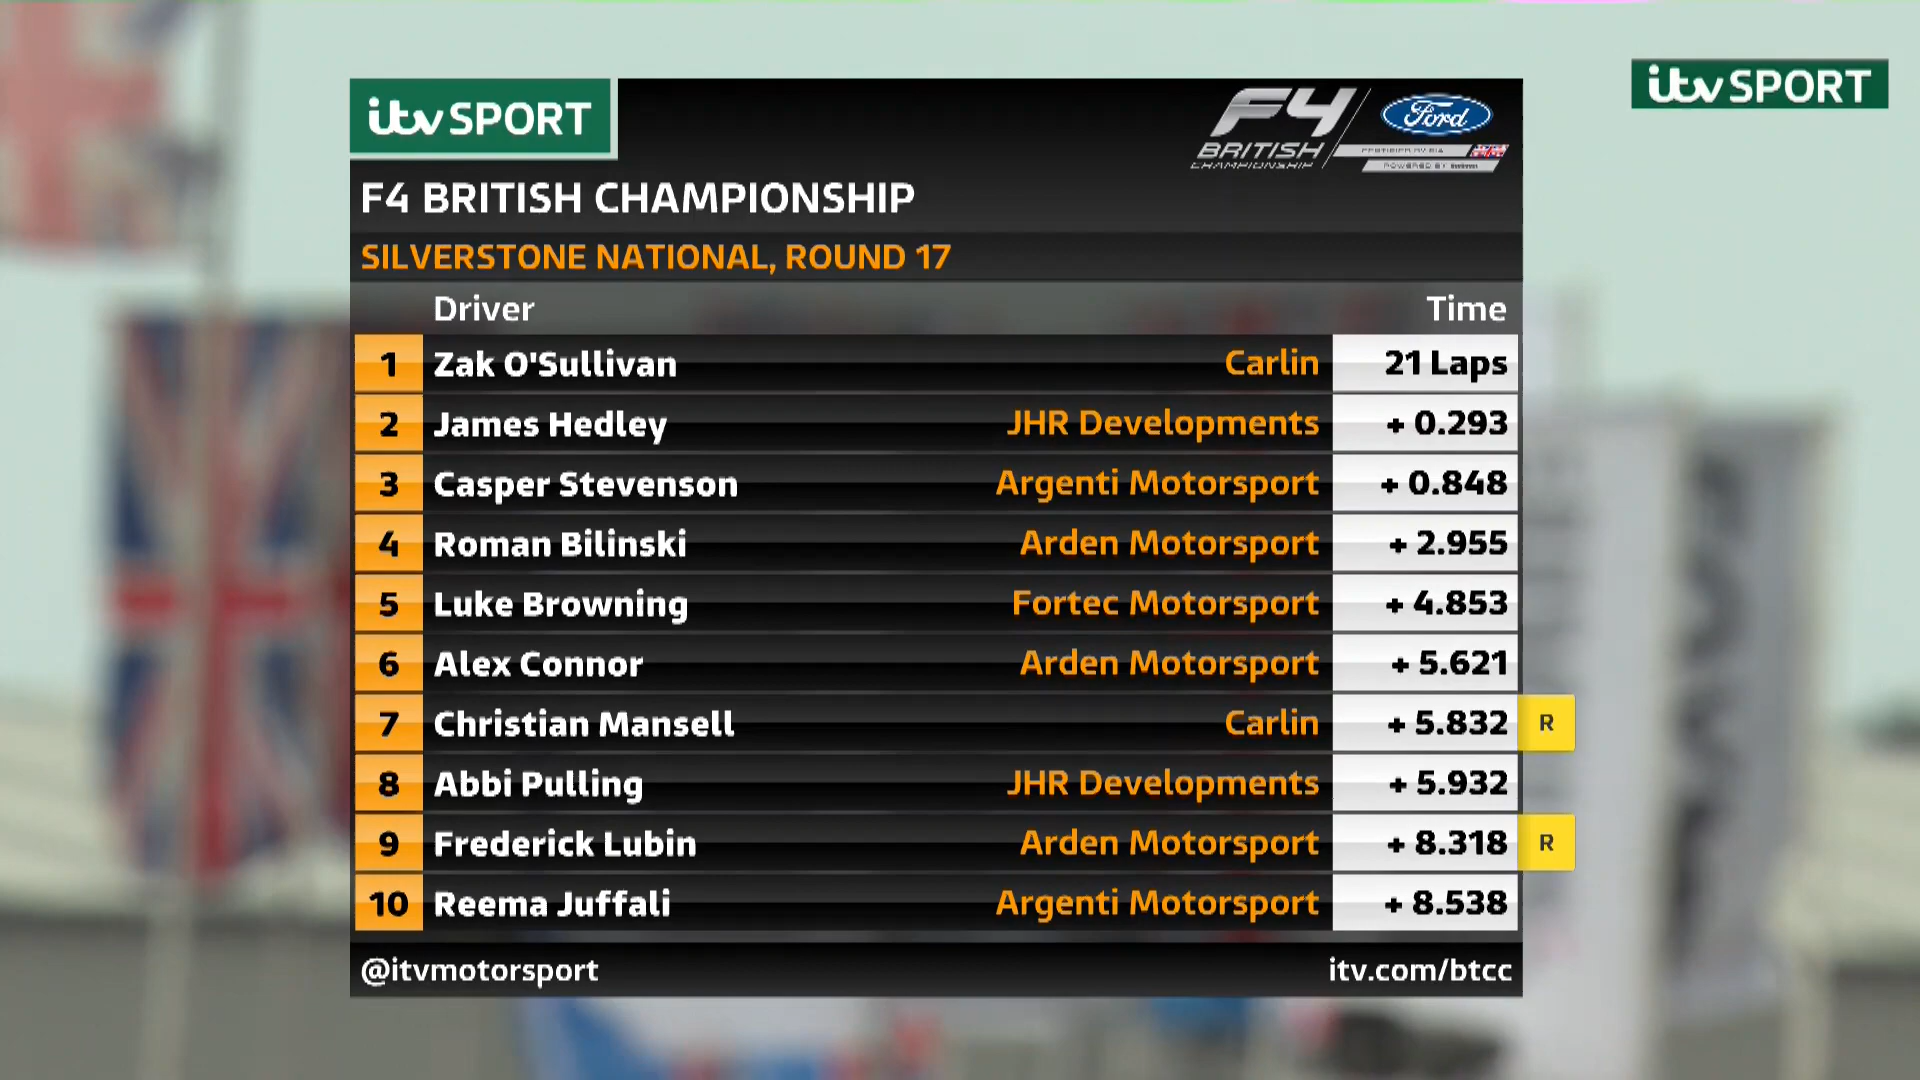 itv SPORT
itv SPORT
F4
BRITISH
CHAMPIONSHIP
Ford
POWERED BY
F4 BRITISH CHAMPIONSHIP
SILVERSTONE NATIONAL, ROUND 17
Driver Time
1 Zak O'Sullivan Carlin 21 Laps
2 James Hedley JHR Developments + 0.293
3 Casper Stevenson Argenti Motorsport + 0.848
4 Roman Bilinski Arden Motorsport + 2.955
5 Luke Browning Fortec Motorsport + 4.853
6 Alex Connor Arden Motorsport + 5.621
7 Christian Mansell Carlin + 5.832 R
8 Abbi Pulling JHR Developments + 5.932
9 Frederick Lubin Arden Motorsport + 8.318 R
10 Reema Juffali Argenti Motorsport + 8.538
@itvmotorsport itv.com/btcc